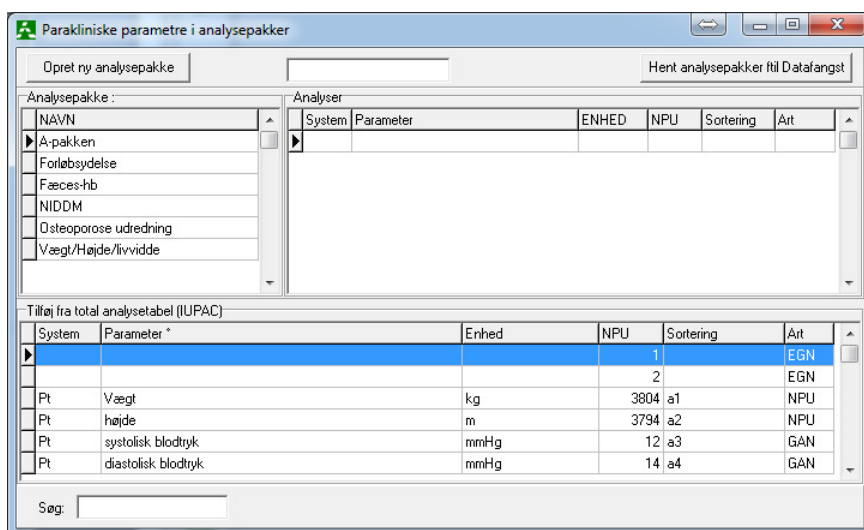 Parakliniske parametre i analysepakker
Opret ny analysepakke
Hent analysepakker ftil Datafangst
Analysepakke :
NAVN
A-pakken
Forløbsydelse
Fæces-hb
NIDDM
Osteoporose udredning
Vægt/Højde/livvidde
Analyser
System Parameter ENHED NPU Sortering Art
Tilføj fra total analysetabel (IUPAC)
System Parameter * Enhed NPU Sortering Art
1 EGN
2 EGN
Pt Vægt kg 3804 a1 NPU
Pt højde m 3794 a2 NPU
Pt systolisk blodtryk mmHg 12 a3 GAN
Pt diastolisk blodtryk mmHg 14 a4 GAN
Søg: